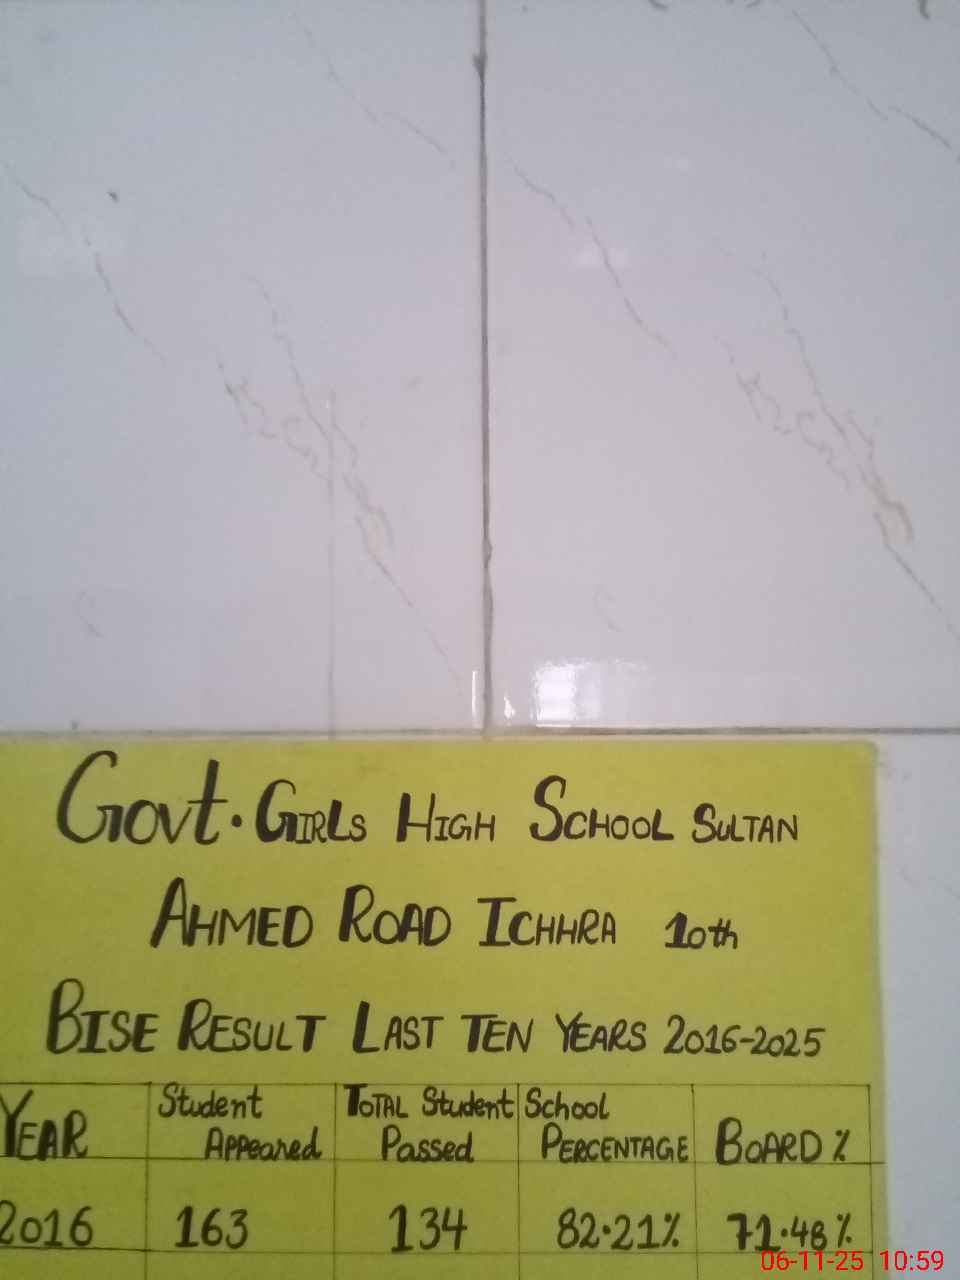 Govt. GIRLS HIGH SCHOOL SULTAN
AHMED ROAD ICHHRA 10th
BISE RESULT LAST TEN YEARS 2016-2025
YEAR Student Appeared TOTAL Student Passed School PERCENTAGE BOARD %
2016 163 134 82.21% 71.48%
06-11-25 10:59